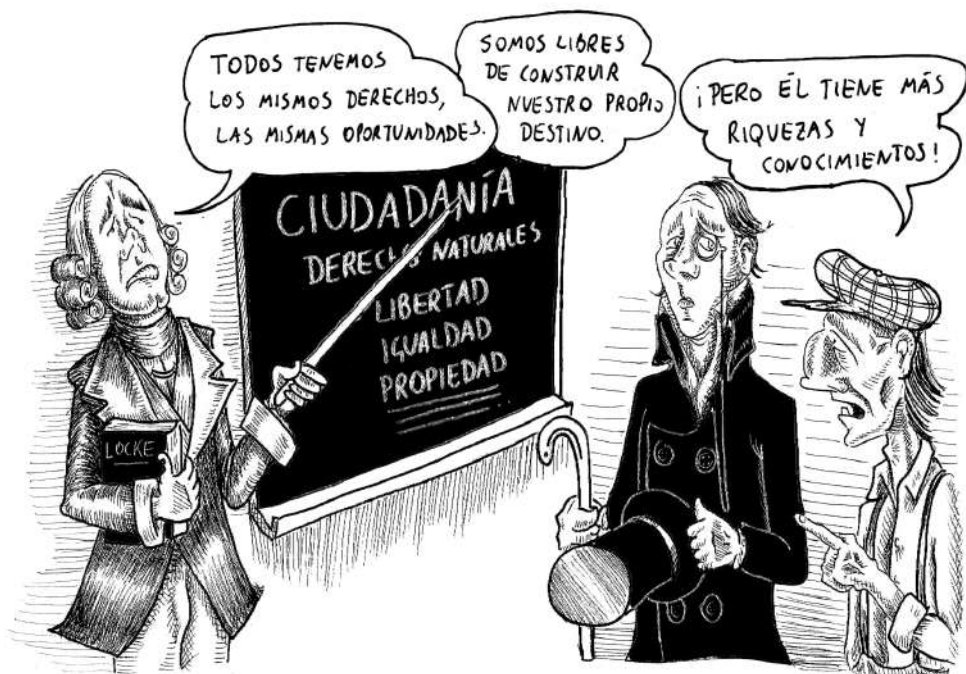 TODOS TENEMOS
LOS MISMOS DERECHOS,
LAS MISMAS OPORTUNIDADES.
SOMOS LIBRES
DE CONSTRUIR
NUESTRO PROPIO
DESTINO.
¡PERO ÉL TIENE MÁS
RIQUEZAS Y
CONOCIMIENTOS!
CIUDADANÍA
DERECHOS NATURALES
LIBERTAD
IGUALDAD
PROPIEDAD
LOCKE